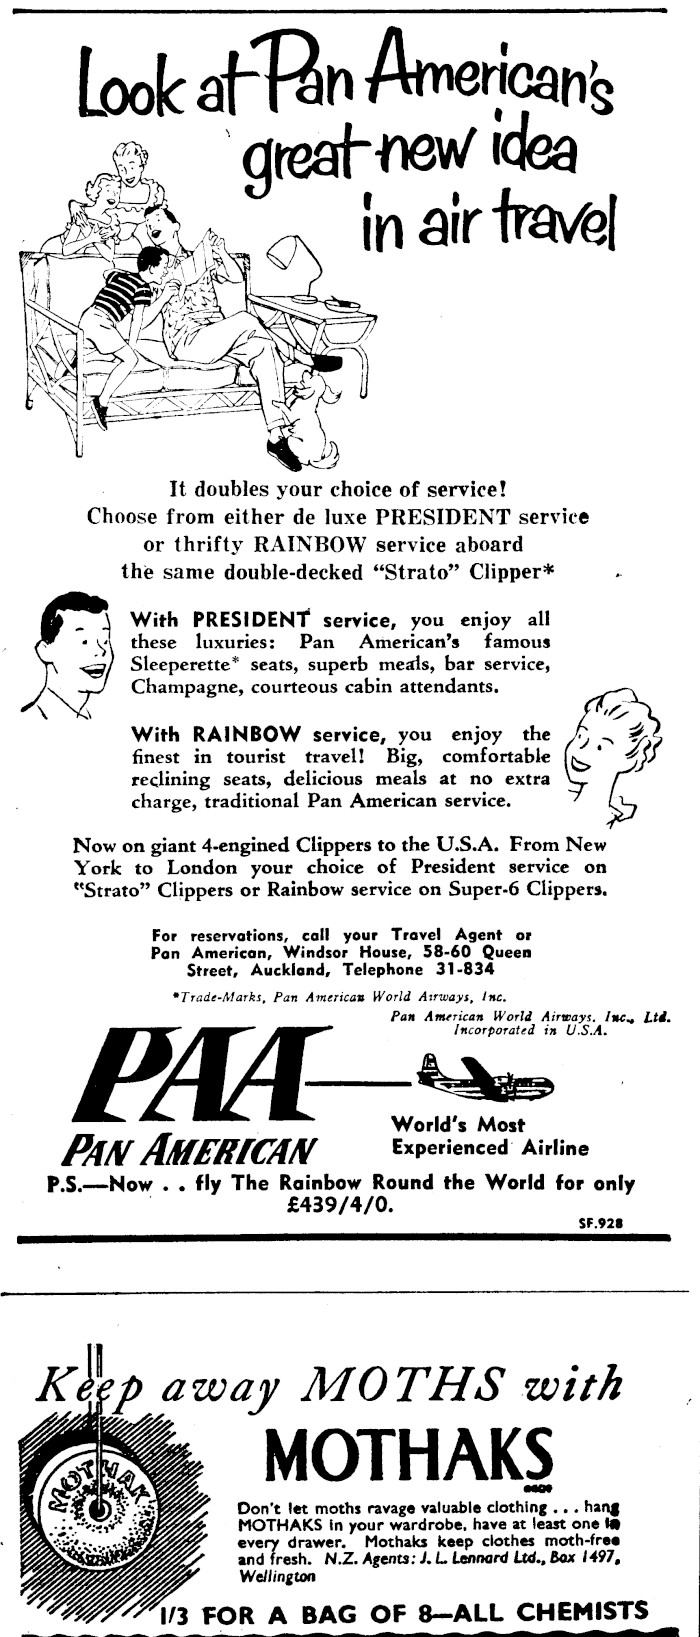 Look at Pan American's
great new idea
in air travel
It doubles your choice of service!
Choose from either de luxe PRESIDENT service
or thrifty RAINBOW service aboard
the same double-decked “Strato” Clipper*
With PRESIDENT service, you enjoy all
these luxuries: Pan American's famous
Sleeperette* seats, superb meals, bar service,
Champagne, courteous cabin attendants.
With RAINBOW service, you enjoy the
finest in tourist travel! Big, comfortable
reclining seats, delicious meals at no extra
charge, traditional Pan American service.
Now on giant 4-engined Clippers to the U.S.A. From New
York to London your choice of President service on
“Strato” Clippers or Rainbow service on Super-6 Clippers.
For reservations, call your Travel Agent or
Pan American, Windsor House, 58-60 Queen
Street, Auckland, Telephone 31-834
*Trade-Marks, Pan American World Airways, Inc.
Pan American World Airways, Inc., Ltd.
Incorporated in U.S.A.
PAA
PAN AMERICAN
World's Most
Experienced Airline
P.S.—Now . . fly The Rainbow Round the World for only
£439/4/0.
SF.928
Keep away MOTHS with
MOTHAKS
MOTHAK
Don't let moths ravage valuable clothing . . . hang
MOTHAKS in your wardrobe, have at least one in
every drawer. Mothaks keep clothes moth-free
and fresh. N.Z. Agents: J. L. Lennard Ltd., Box 1497,
Wellington
1/3 FOR A BAG OF 8—ALL CHEMISTS